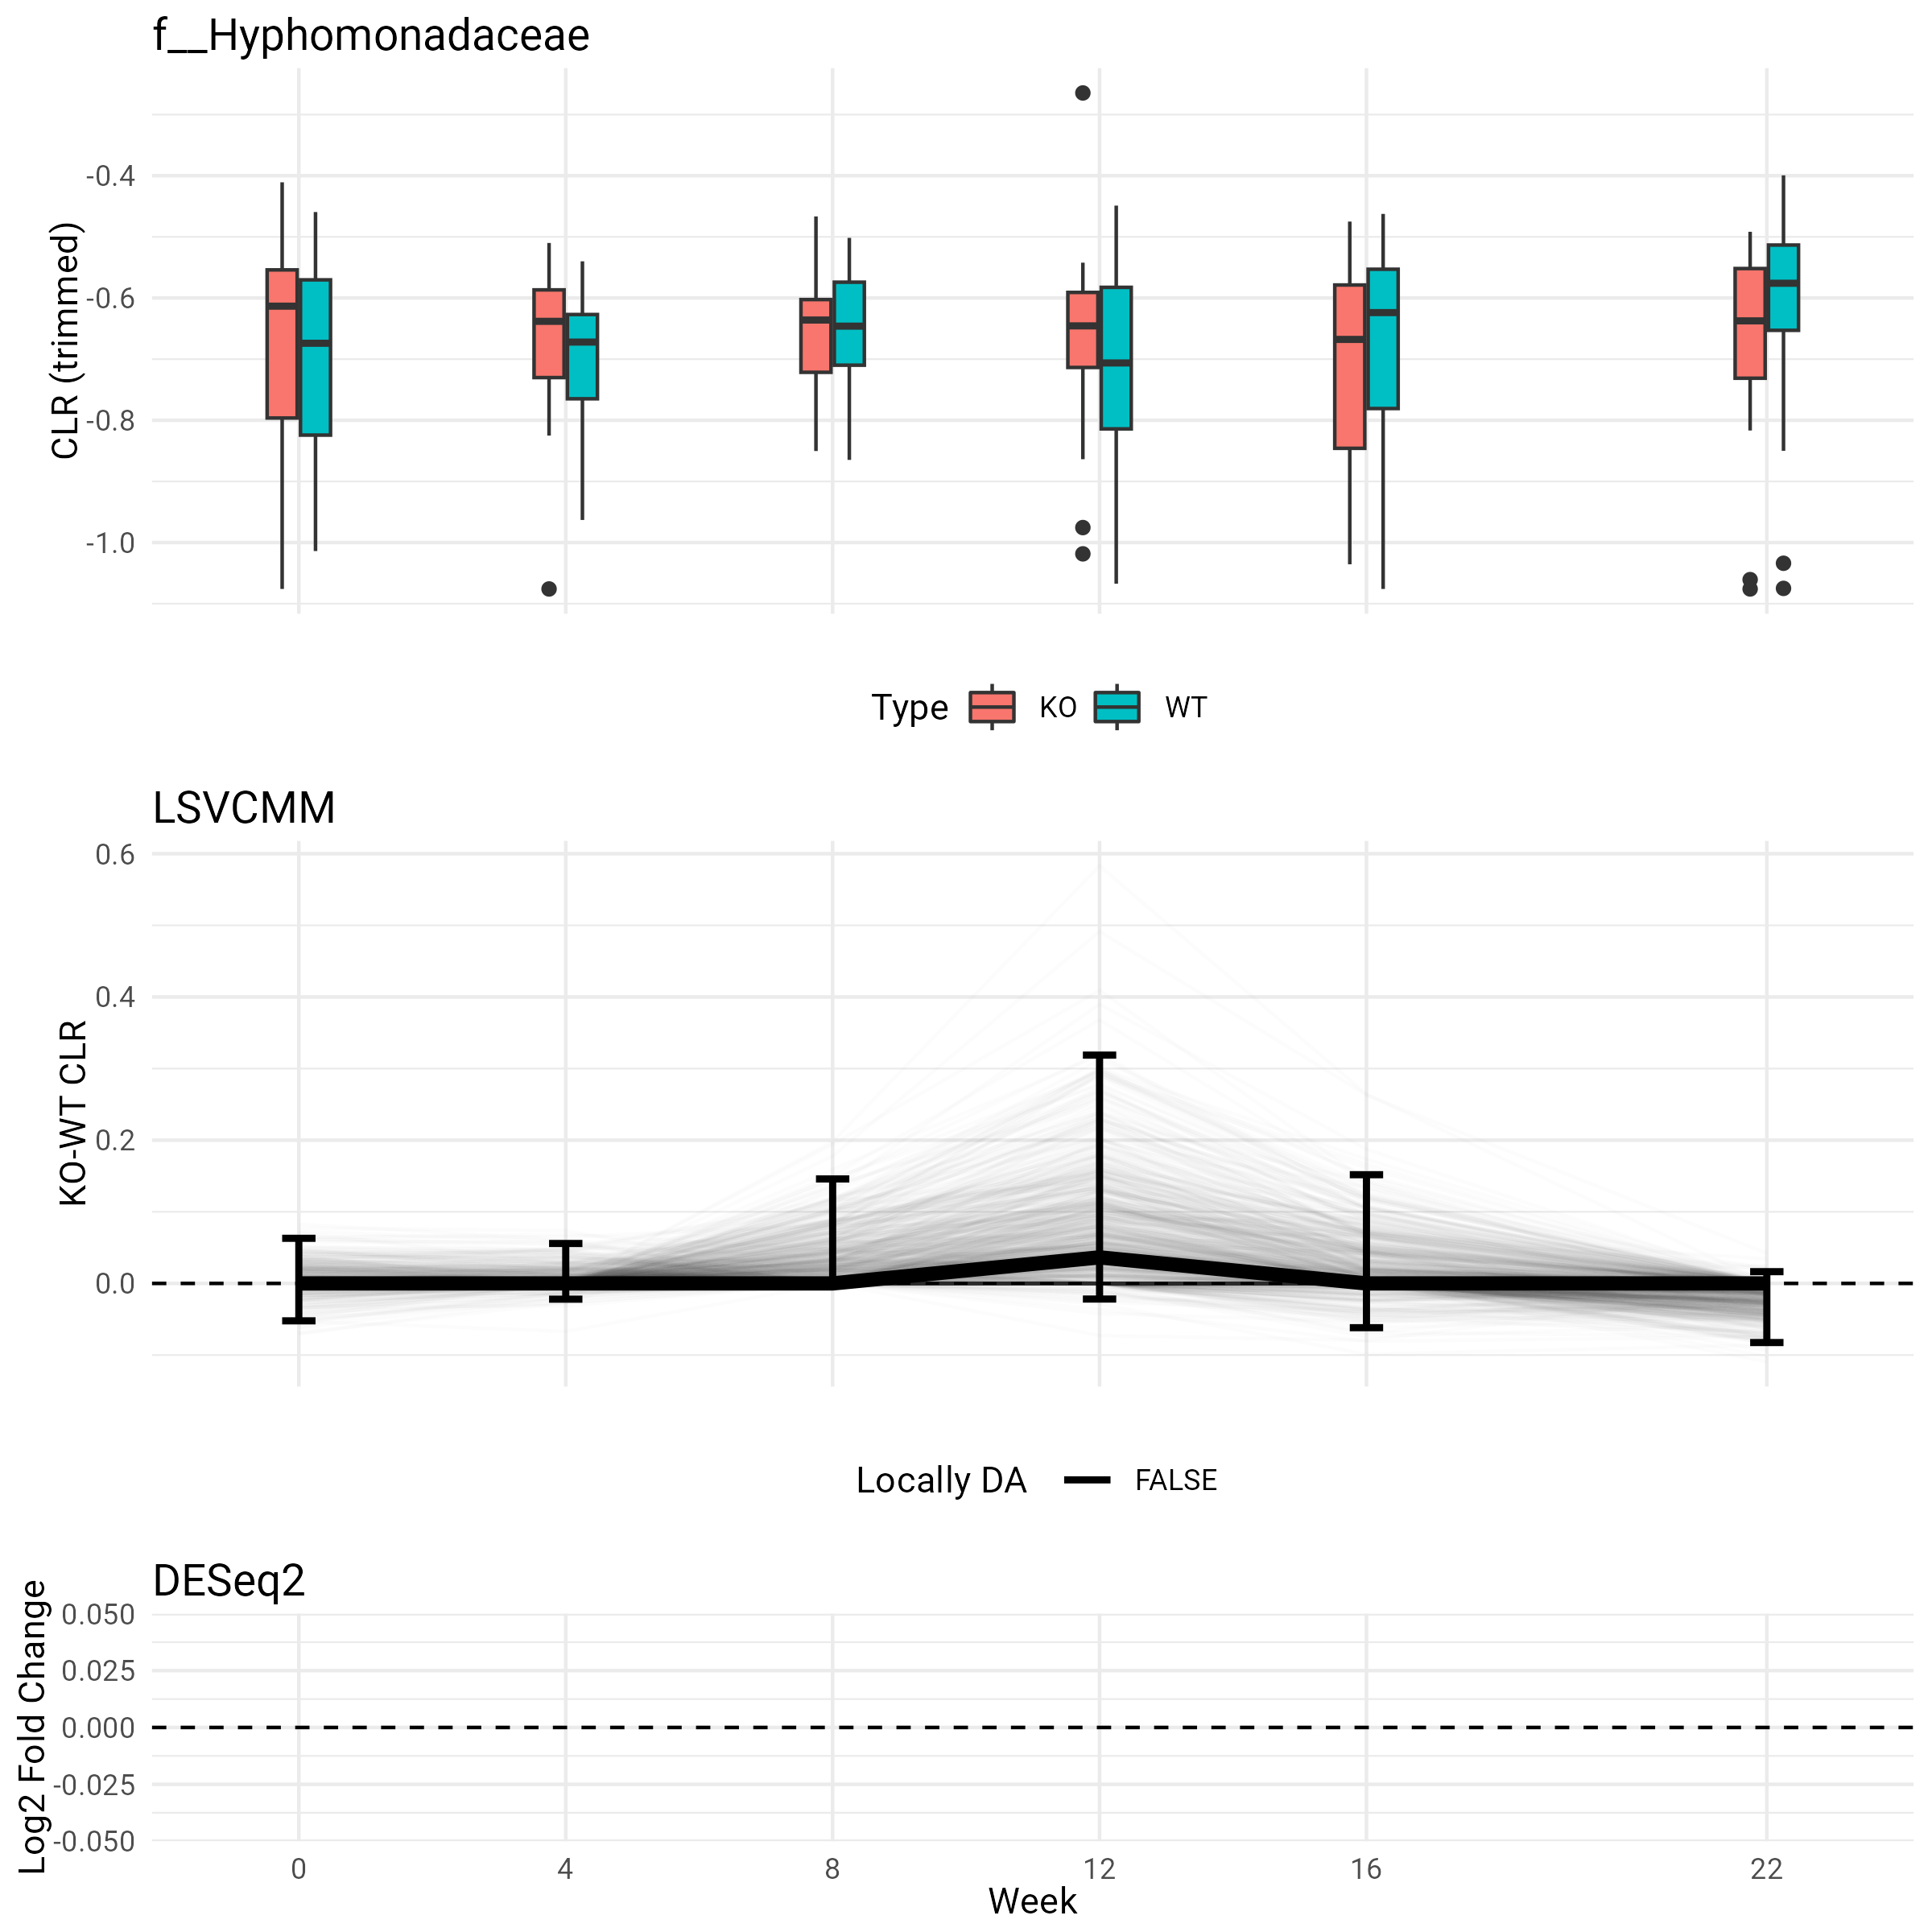 f__Hyphomonadaceae
CLR (trimmed)
-0.4
-0.6
-0.8
-1.0
Type KO WT
LSVCMM
KO-WT CLR
0.6
0.4
0.2
0.0
Locally DA FALSE
DESeq2
Log2 Fold Change
0.050
0.025
0.000
-0.025
-0.050
0 4 8 12 16 22
Week